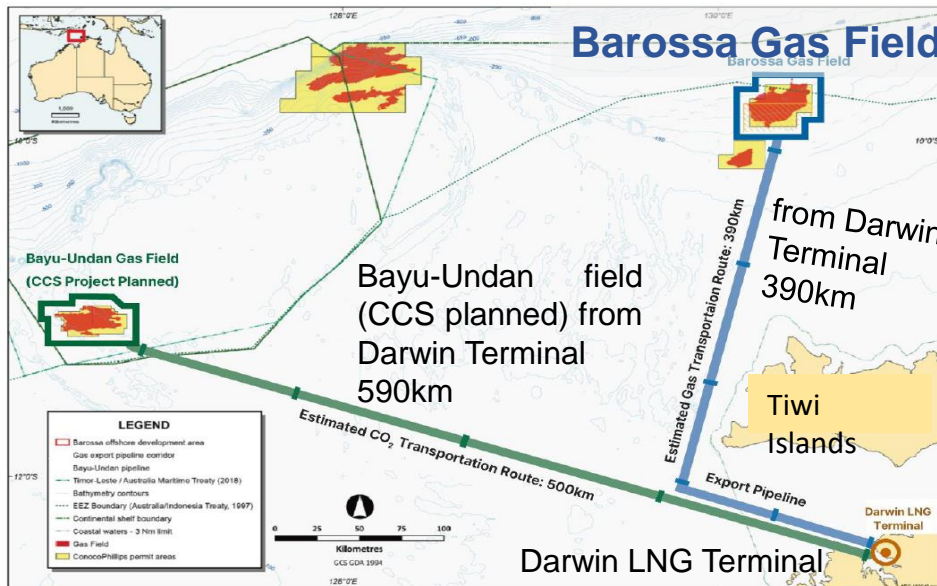 128°0'E
130°0'E
Barossa Gas Field
Barossa Gas Field
1,500
Kilometres
10°0'S
10°0'S
Estimated Gas Transportaion Route: 390km
from Darwin
Terminal
390km
Bayu-Undan Gas Field
(CCS Project Planned)
Bayu-Undan field
(CCS planned) from
Darwin Terminal
590km
Tiwi
Islands
Estimated CO₂ Transportation Route: 500km
Export Pipeline
LEGEND
Barossa offshore development area
Gas export pipeline corridor
Bayu-Undan pipeline
Timor-Leste / Australia Maritime Treaty (2018)
Bathymetry contours
EEZ Boundary (Australia/Indonesia Treaty, 1997)
Continental shelf boundary
Coastal waters - 3 Nm limit
Gas Field
ConocoPhillips permit areas
0 25 50 75 100
Kilometres
GCS GDA 1994
12°0'S
Darwin LNG
Terminal
Darwin LNG Terminal
128°0'E